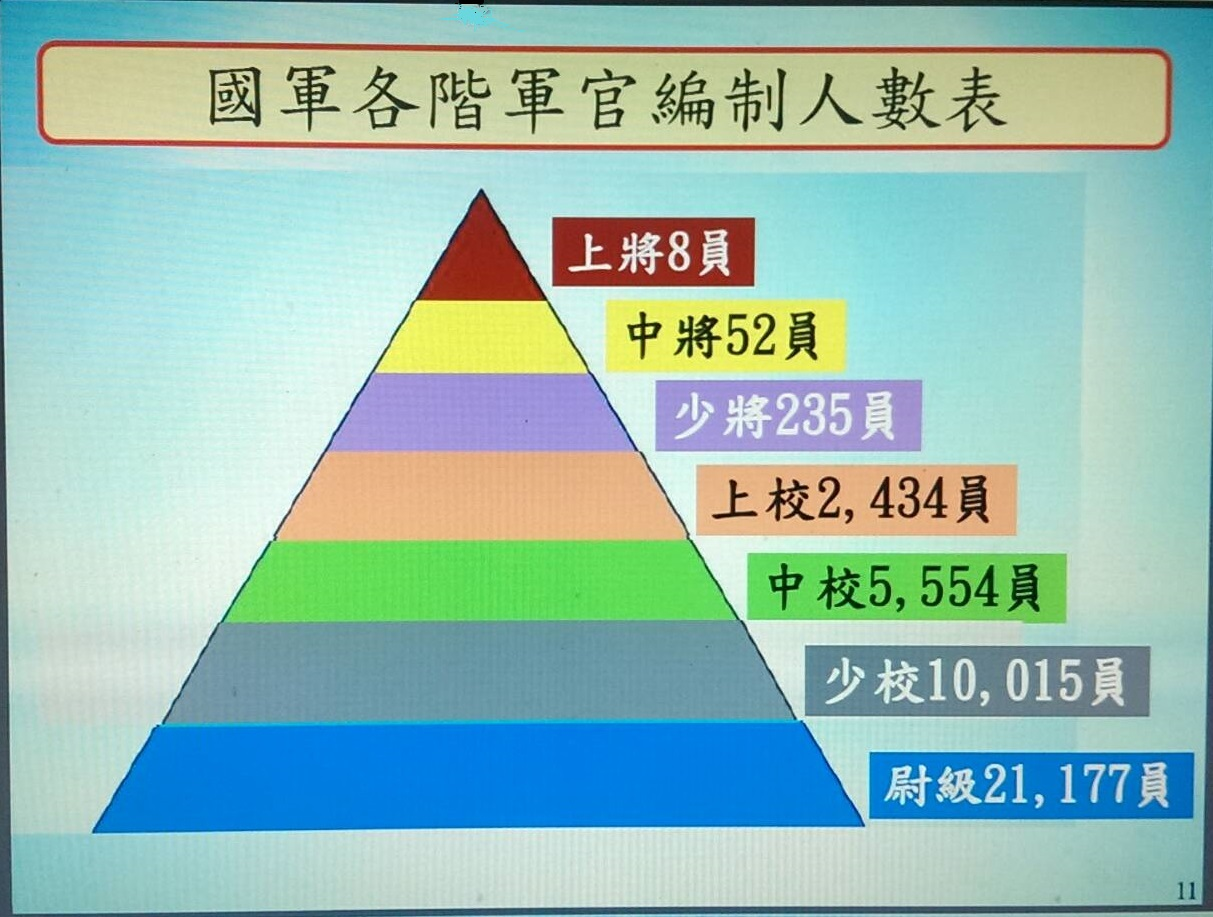 國軍各階軍官編制人數表
上將8員
中將52員
少將235員
上校2,434員
中校5,554員
少校10,015員
尉級21,177員
11